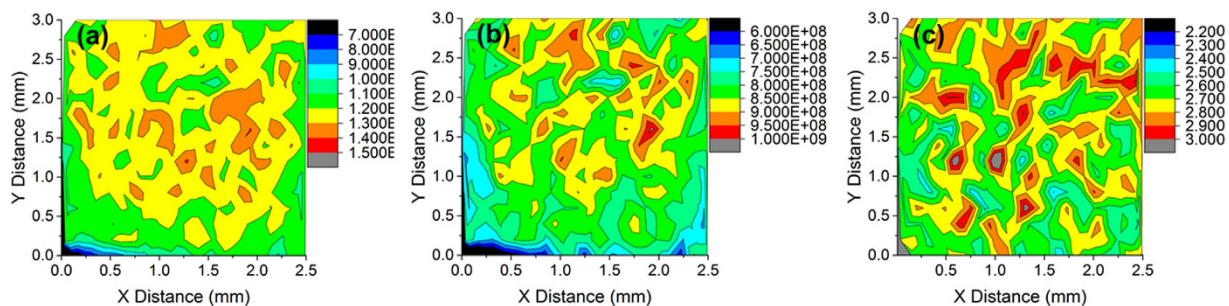 (a)
3.0
2.5
2.0
1.5
1.0
0.5
0.0
Y Distance (mm)
0.0 0.5 1.0 1.5 2.0 2.5
X Distance (mm)
7.000E
8.000E
9.000E
1.000E
1.100E
1.200E
1.300E
1.400E
1.500E
(b)
3.0
2.5
2.0
1.5
1.0
0.5
0.0
Y Distance (mm)
0.0 0.5 1.0 1.5 2.0 2.5
X Distance (mm)
6.000E+08
6.500E+08
7.000E+08
7.500E+08
8.000E+08
8.500E+08
9.000E+08
9.500E+08
1.000E+09
(c)
3.0
2.5
2.0
1.5
1.0
0.5
0.0
Y Distance (mm)
0.5 1.0 1.5 2.0 2.5
X Distance (mm)
2.200
2.300
2.400
2.500
2.600
2.700
2.800
2.900
3.000